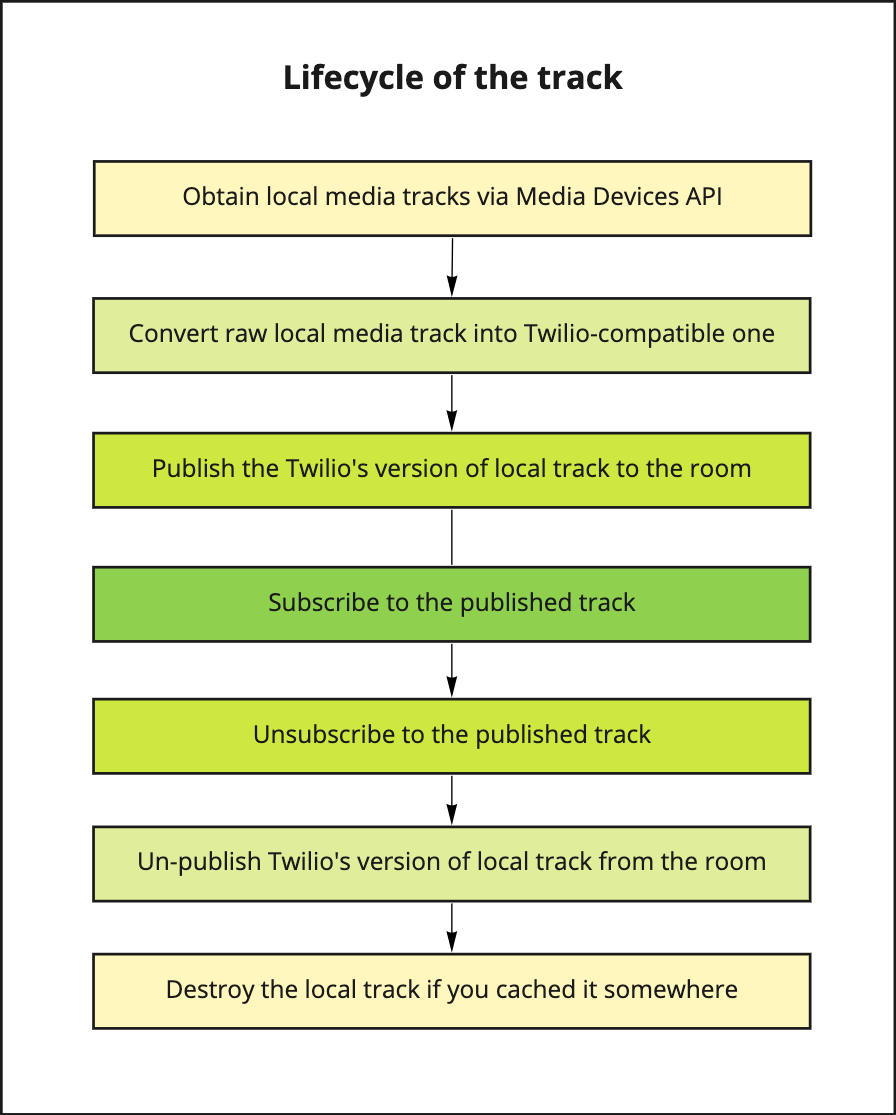 Lifecycle of the track
Obtain local media tracks via Media Devices API
Convert raw local media track into Twilio-compatible one
Publish the Twilio's version of local track to the room
Subscribe to the published track
Unsubscribe to the published track
Un-publish Twilio's version of local track from the room
Destroy the local track if you cached it somewhere